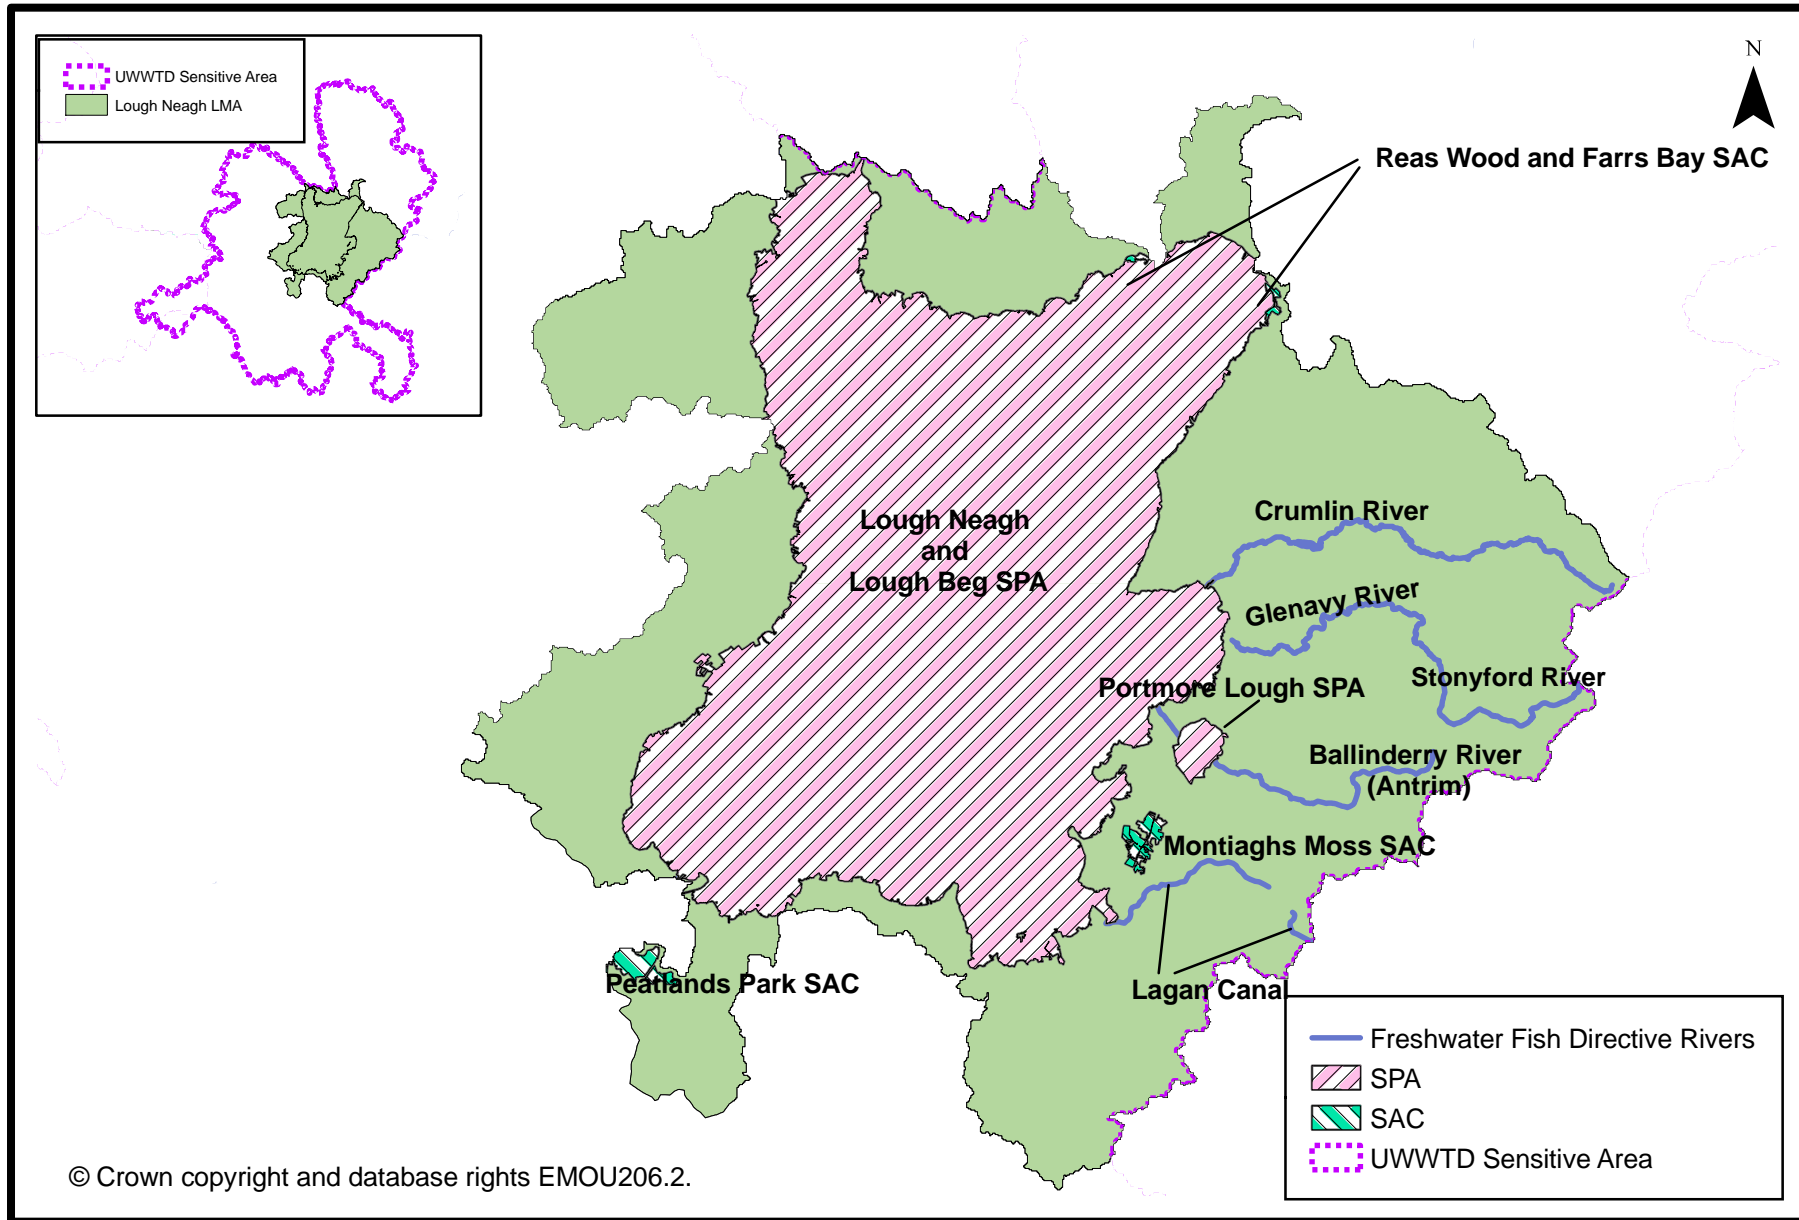 UWWTD Sensitive Area
Lough Neagh LMA
N
Reas Wood and Farrs Bay SAC
Crumlin River
Lough Neagh
and
Lough Beg SPA
Glenavy River
Stonyford River
Portmore Lough SPA
Ballinderry River
(Antrim)
Montiaghs Moss SAC
Peatlands Park SAC
Lagan Canal
Freshwater Fish Directive Rivers
SPA
SAC
UWWTD Sensitive Area
© Crown copyright and database rights EMOU206.2.